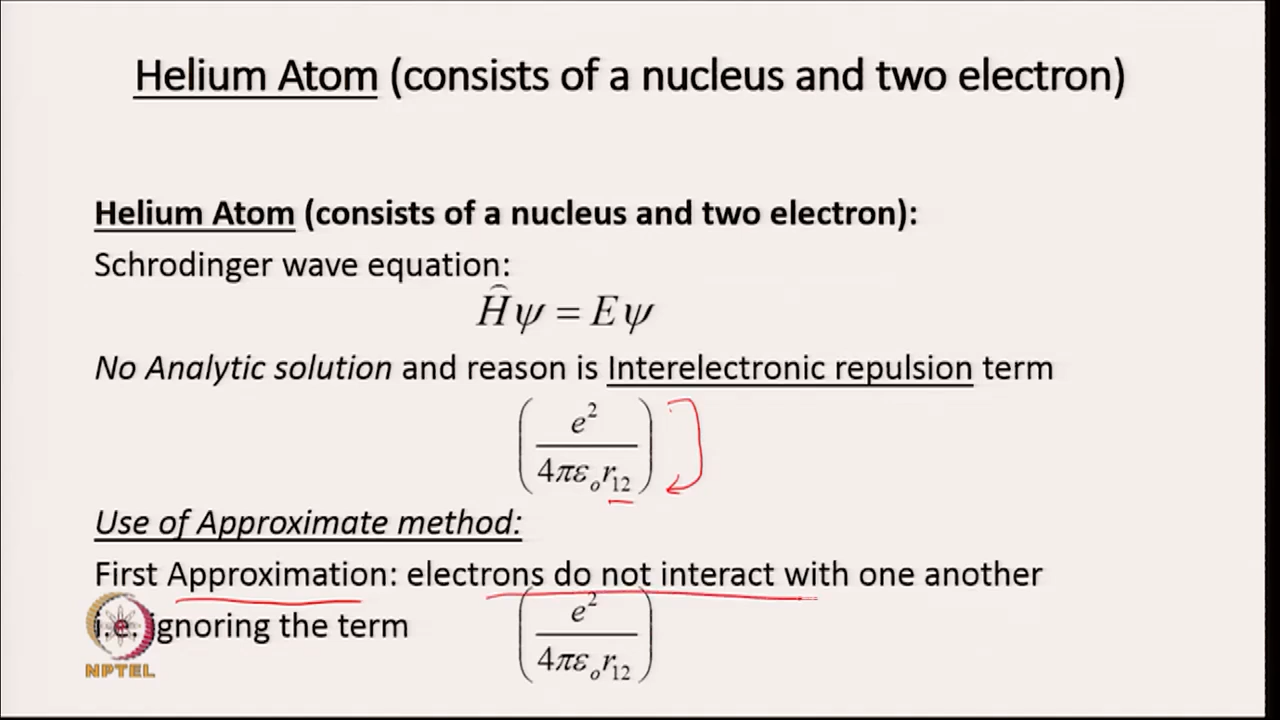 Helium Atom (consists of a nucleus and two electron)
Helium Atom (consists of a nucleus and two electron):
Schrodinger wave equation:
Ĥψ = Eψ
No Analytic solution and reason is Interelectronic repulsion term
(e²/4πεₒr₁₂)
Use of Approximate method:
First Approximation: electrons do not interact with one another
i.e. ignoring the term (e²/4πεₒr₁₂)
NPTEL